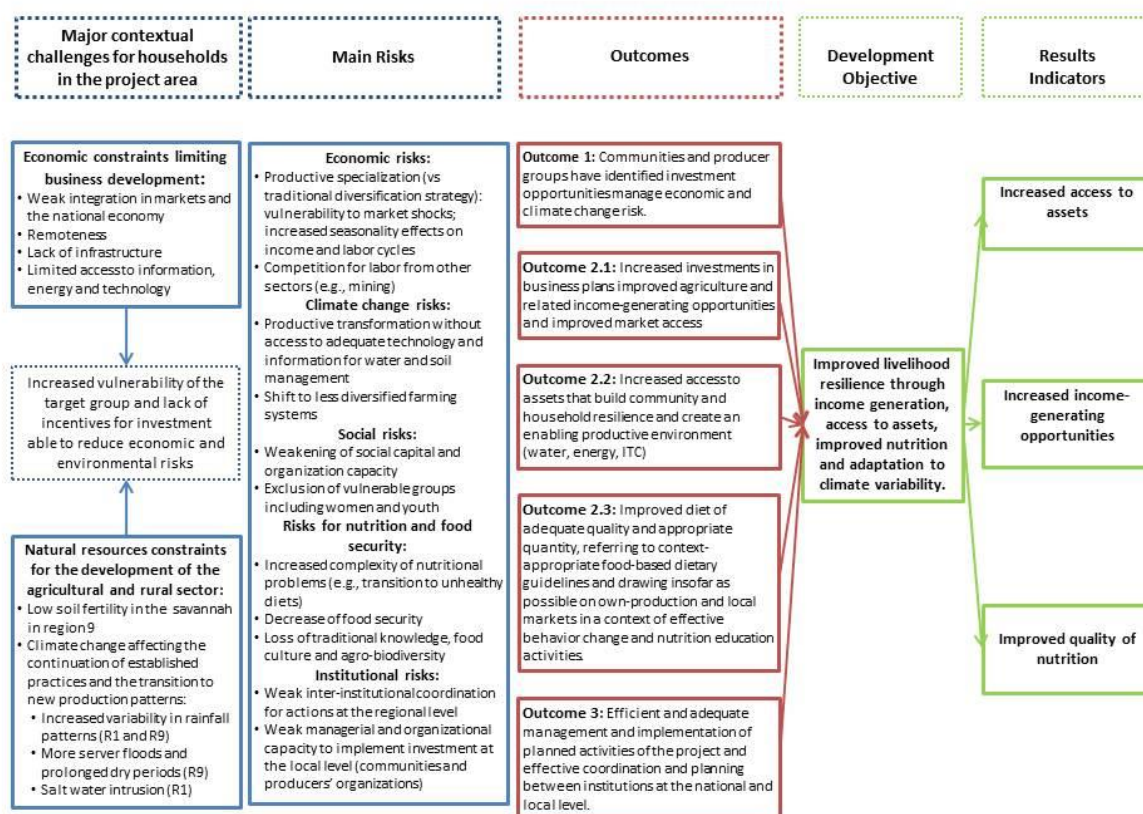 Major contextual
challenges for households
in the project area
Main Risks
Outcomes
Development
Objective
Results
Indicators
Economic constraints limiting
business development:
• Weak integration in markets and
the national economy
• Remoteness
• Lack of infrastructure
• Limited access to information,
energy and technology
Increased vulnerability of the
target group and lack of
incentives for investment
able to reduce economic and
environmental risks
Natural resources constraints
for the development of the
agricultural and rural sector:
• Low soil fertility in the savannah
in region 9
• Climate change affecting the
continuation of established
practices and the transition to
new production patterns:
• Increased variability in rainfall
patterns (R1 and R9)
• More server floods and
prolonged dry periods (R9)
• Salt water intrusion (R1)
Economic risks:
• Productive specialization (vs
traditional diversification strategy):
vulnerability to market shocks;
increased seasonality effects on
income and labor cycles
• Competition for labor from other
sectors (e.g., mining)
Climate change risks:
• Productive transformation without
access to adequate technology and
information for water and soil
management
• Shift to less diversified farming
systems
Social risks:
• Weakening of social capital and
organization capacity
• Exclusion of vulnerable groups
including women and youth
Risks for nutrition and food
security:
• Increased complexity of nutritional
problems (e.g., transition to unhealthy
diets)
• Decrease of food security
• Loss of traditional knowledge, food
culture and agro-biodiversity
Institutional risks:
• Weak inter-institutional coordination
for actions at the regional level
• Weak managerial and organizational
capacity to implement investment at
the local level (communities and
producers' organizations)
Outcome 1: Communities and producer
groups have identified investment
opportunities manage economic and
climate change risk.
Outcome 2.1: Increased investments in
business plans improved agriculture and
related income-generating opportunities
and improved market access
Outcome 2.2: Increased access to
assets that build community and
household resilience and create an
enabling productive environment
(water, energy, ITC)
Outcome 2.3: Improved diet of
adequate quality and appropriate
quantity, referring to context-
appropriate food-based dietary
guidelines and drawing insofar as
possible on own-production and local
markets in a context of effective
behavior change and nutrition education
activities.
Outcome 3: Efficient and adequate
management and implementation of
planned activities of the project and
effective coordination and planning
between institutions at the national and
local level.
Improved livelihood
resilience through
income generation,
access to assets,
improved nutrition
and adaptation to
climate variability.
Increased access to
assets
Increased income-
generating
opportunities
Improved quality of
nutrition